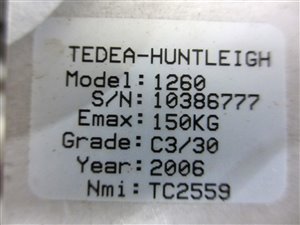 TEDEA-HUNTLEIGH
Model: 1260
S/N: 10386777
Emax: 150KG
Grade: C3/30
Year: 2006
Nmi: TC2559